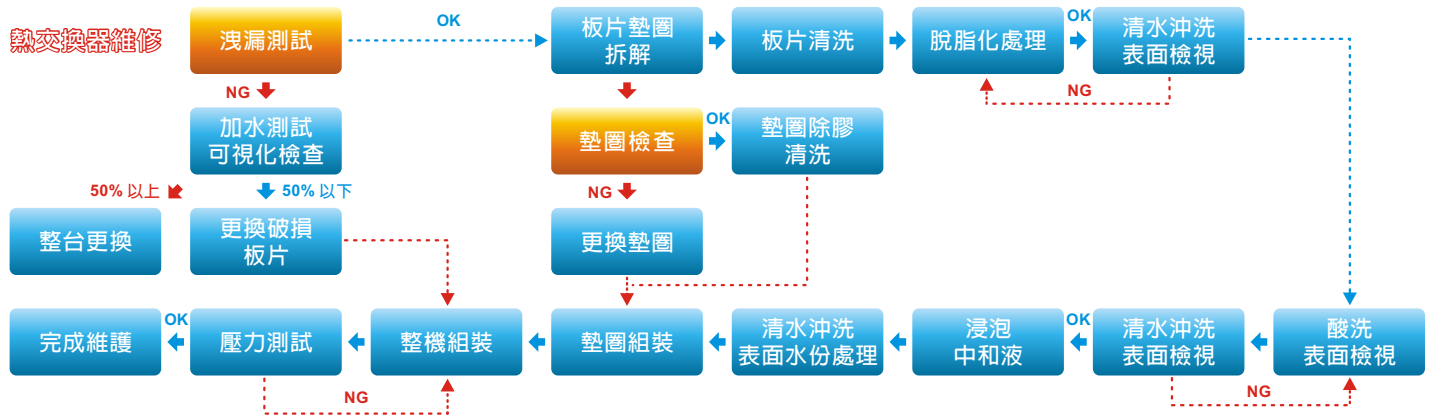 熱交換器維修
洩漏測試
OK
板片墊圈
拆解
板片清洗
脫脂化處理
OK
清水沖洗
表面檢視
NG
NG
加水測試
可視化檢查
墊圈檢查
OK
墊圈除膠
清洗
50% 以上
50% 以下
NG
整台更換
更換破損
板片
更換墊圈
完成維護
OK
壓力測試
整機組裝
墊圈組裝
清水沖洗
表面水份處理
浸泡
中和液
OK
清水沖洗
表面檢視
酸洗
表面檢視
NG
NG